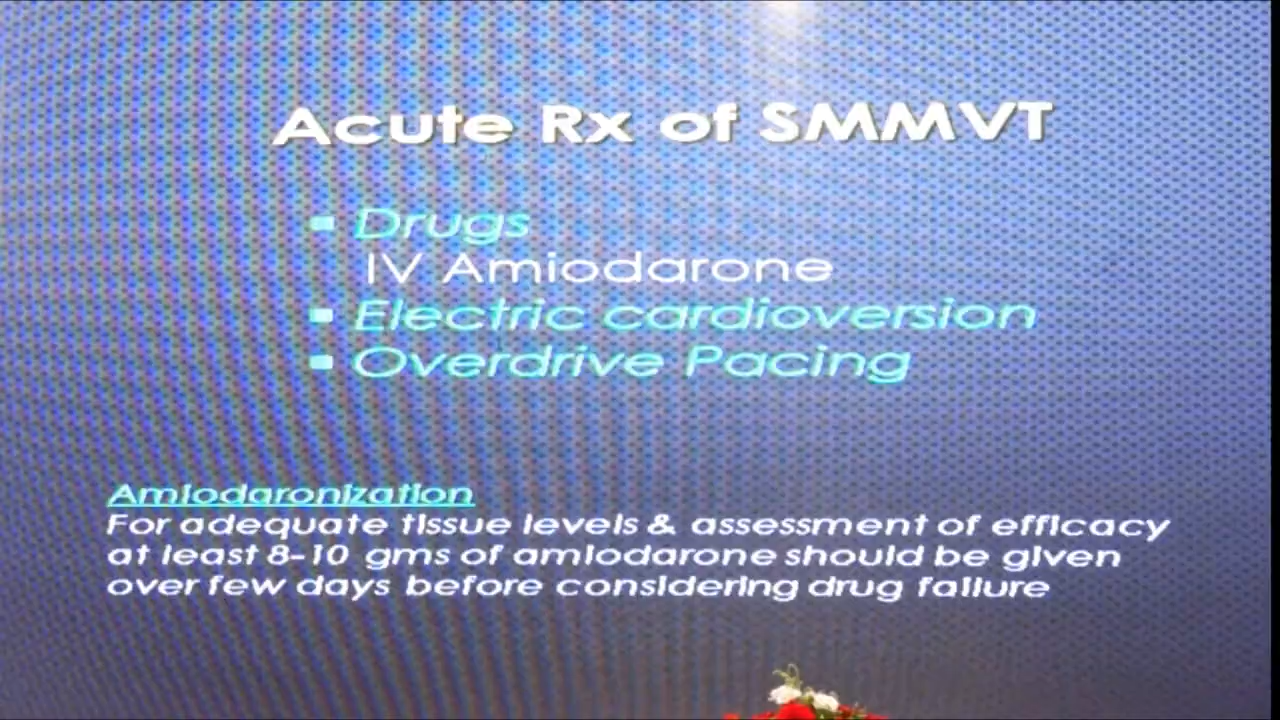 Acute Rx of SMMVT
▪ Drugs
IV Amiodarone
▪ Electric cardioversion
▪ Overdrive Pacing
Amiodaronization
For adequate tissue levels & assessment of efficacy
at least 8-10 gms of amiodarone should be given
over few days before considering drug failure